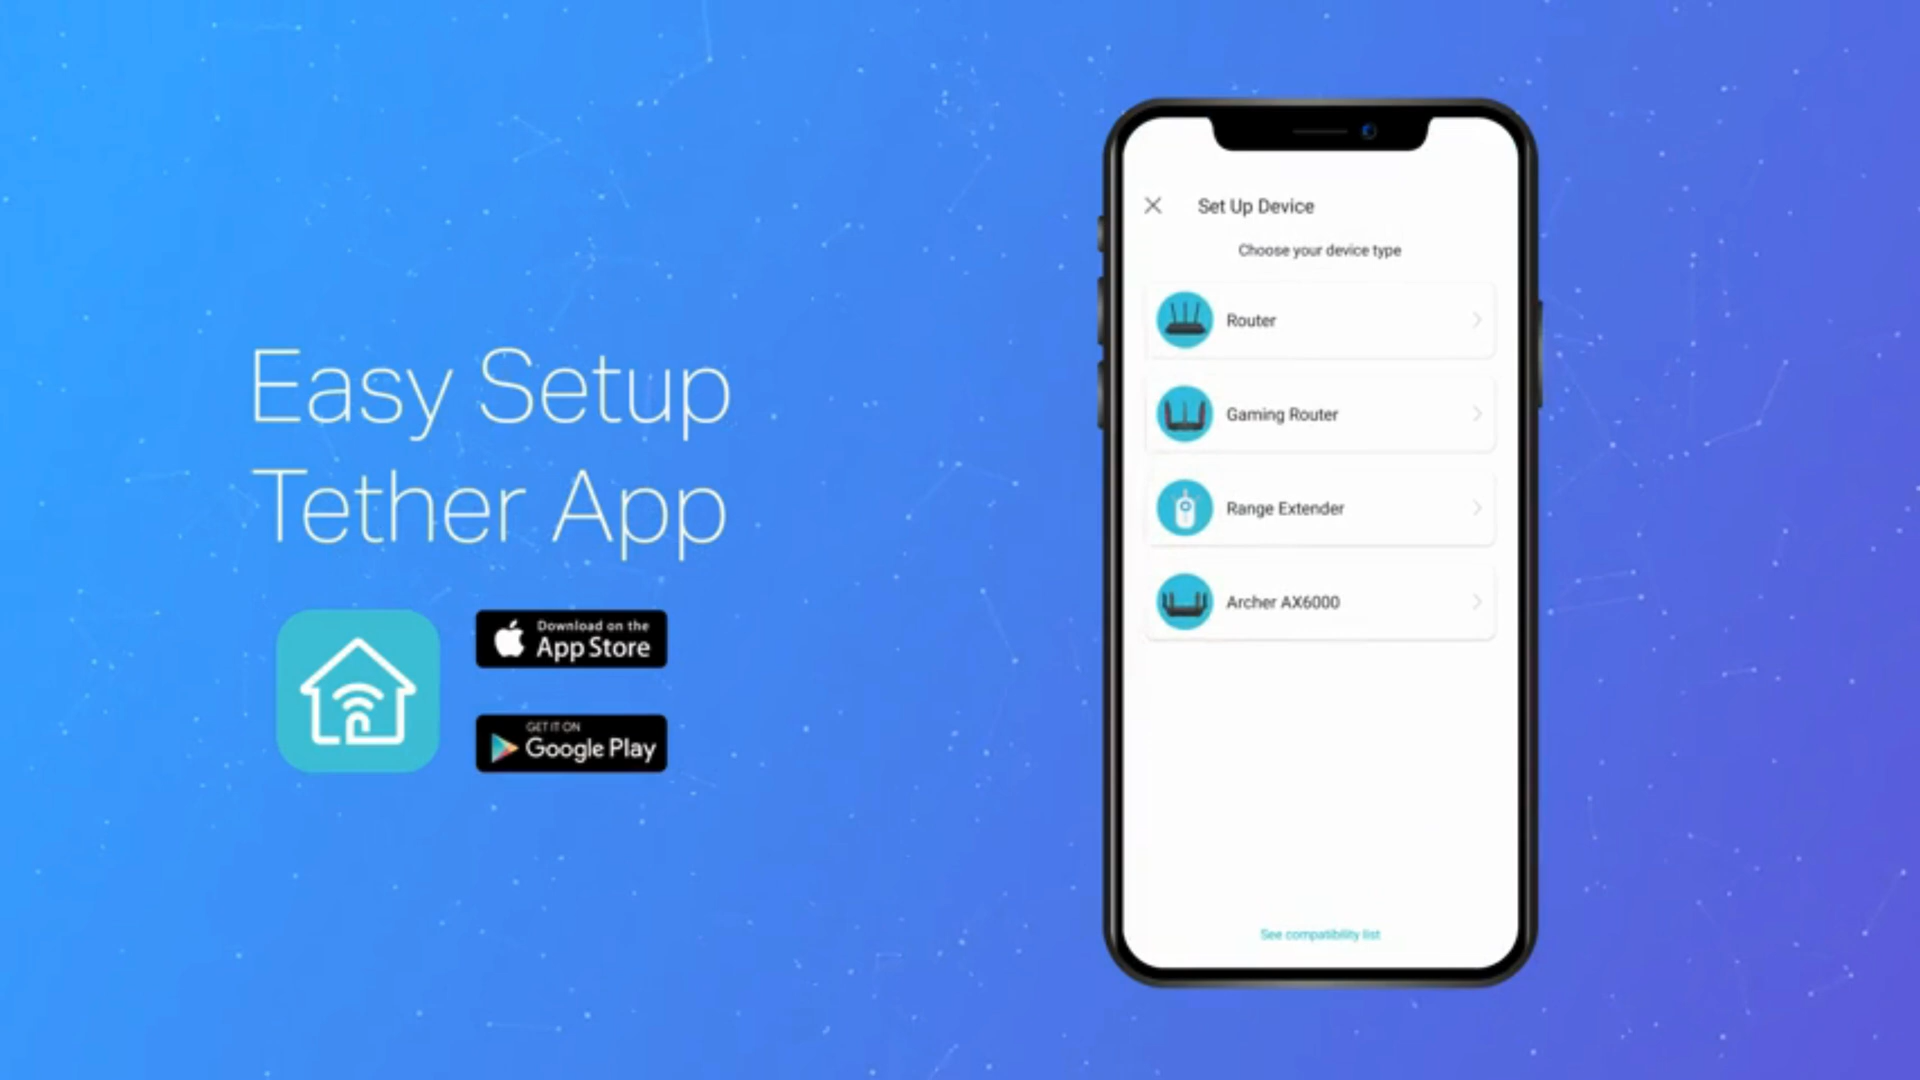 Easy Setup
Tether App
Download on the
App Store
GET IT ON
Google Play
Set Up Device
Choose your device type
Router
Gaming Router
Range Extender
Archer AX6000
See compatibility list